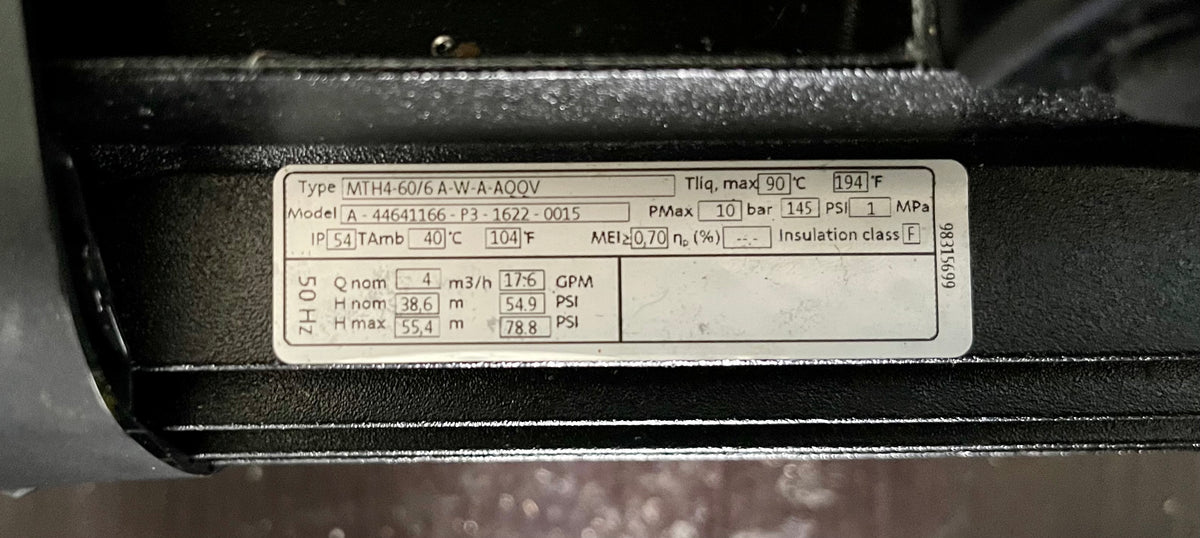 Type MTH4-60/6 A-W-A-AQQV Tliq, max 90 °C 194 °F
Model A - 44641166 - P3 - 1622 - 0015 PMax 10 bar 145 PSI 1 MPa
IP 54 TAmb 40 °C 104 °F MEI≥ 0,70 ηp (%) --.- Insulation class F
98315699
50 Hz
Q nom 4 m3/h 17.6 GPM
H nom 38,6 m 54.9 PSI
H max 55,4 m 78.8 PSI